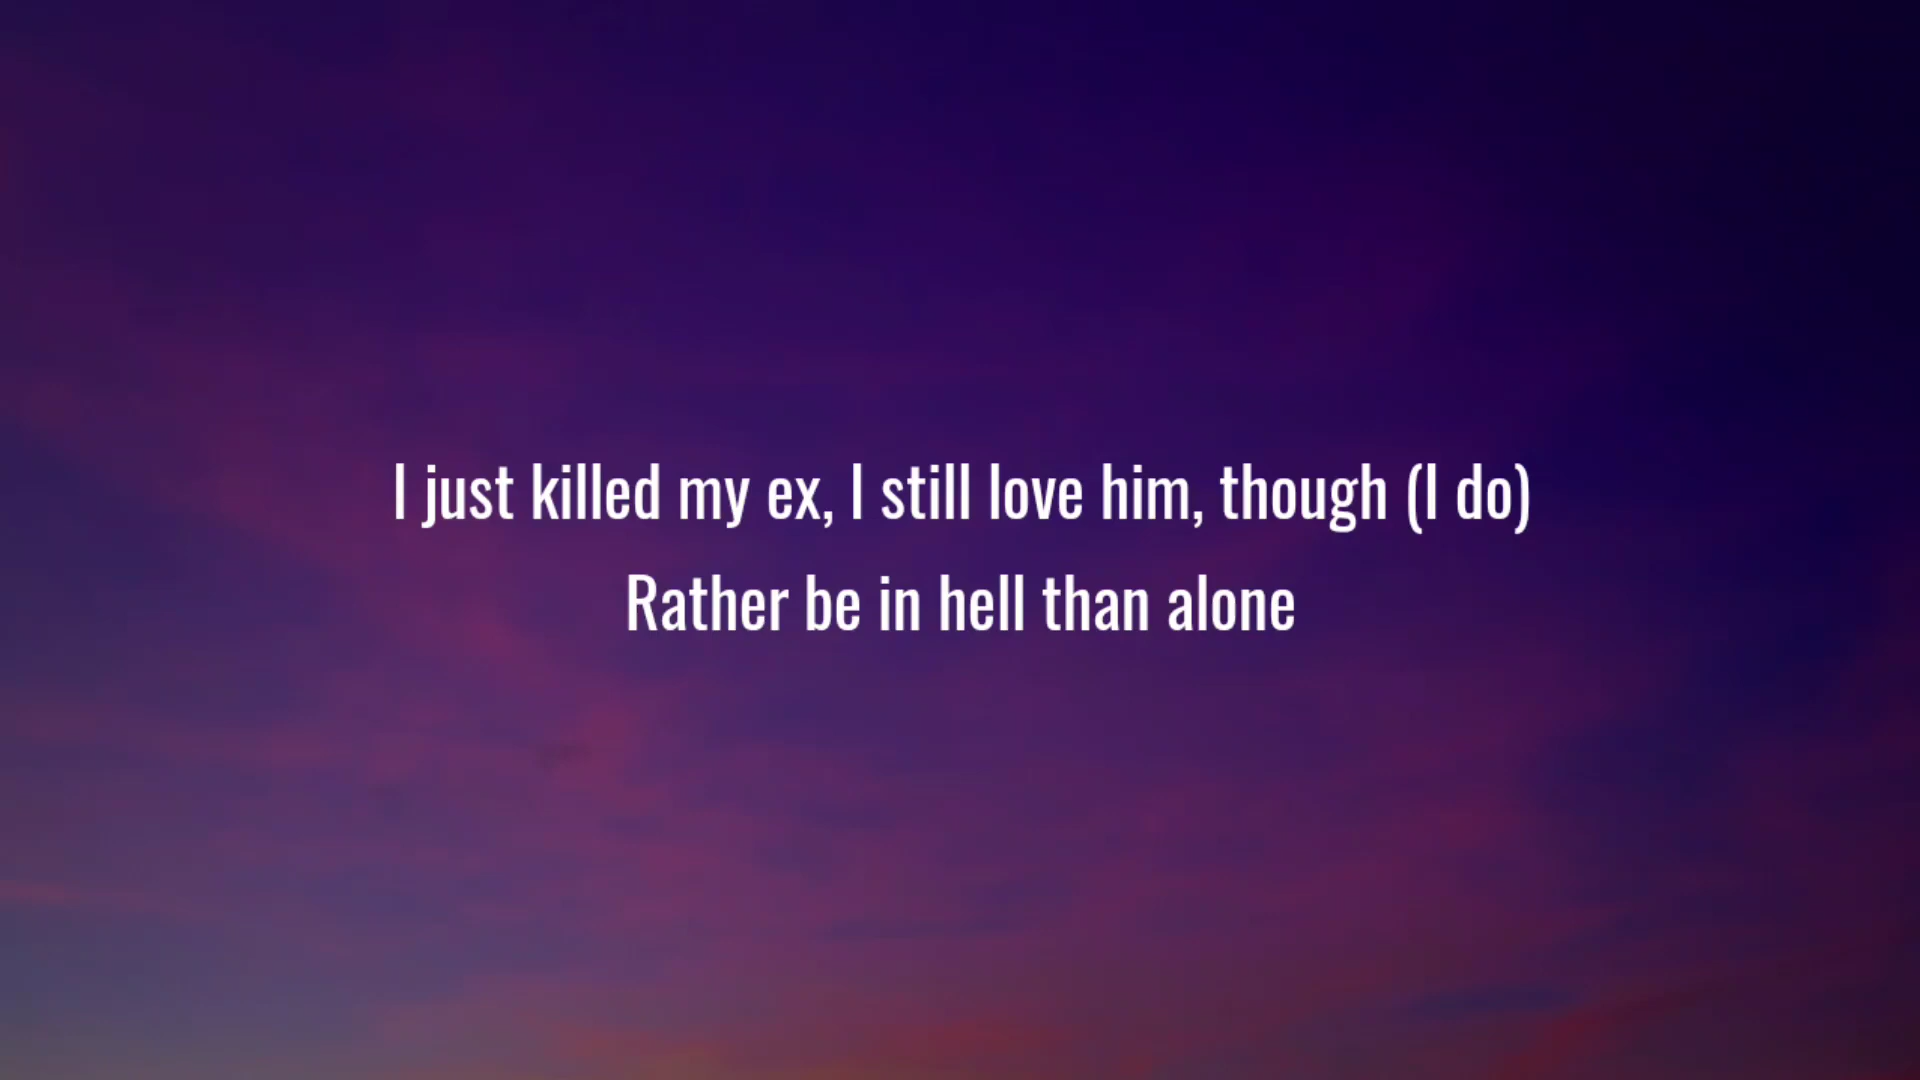 I just killed my ex, I still love him, though (I do)
Rather be in hell than alone